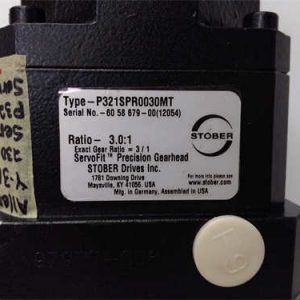 Type-P321SPR0030MT
Serial No.-60 58 679-00(12054)
Ratio- 3.0:1
Exact Gear Ratio = 3 / 1
ServoFit™ Precision Gearhead
STOBER Drives Inc.
1781 Downing Drive
Maysville, KY 41056. USA
Mfg. in Germany, Assembled in USA
STOBER
www.stober.com